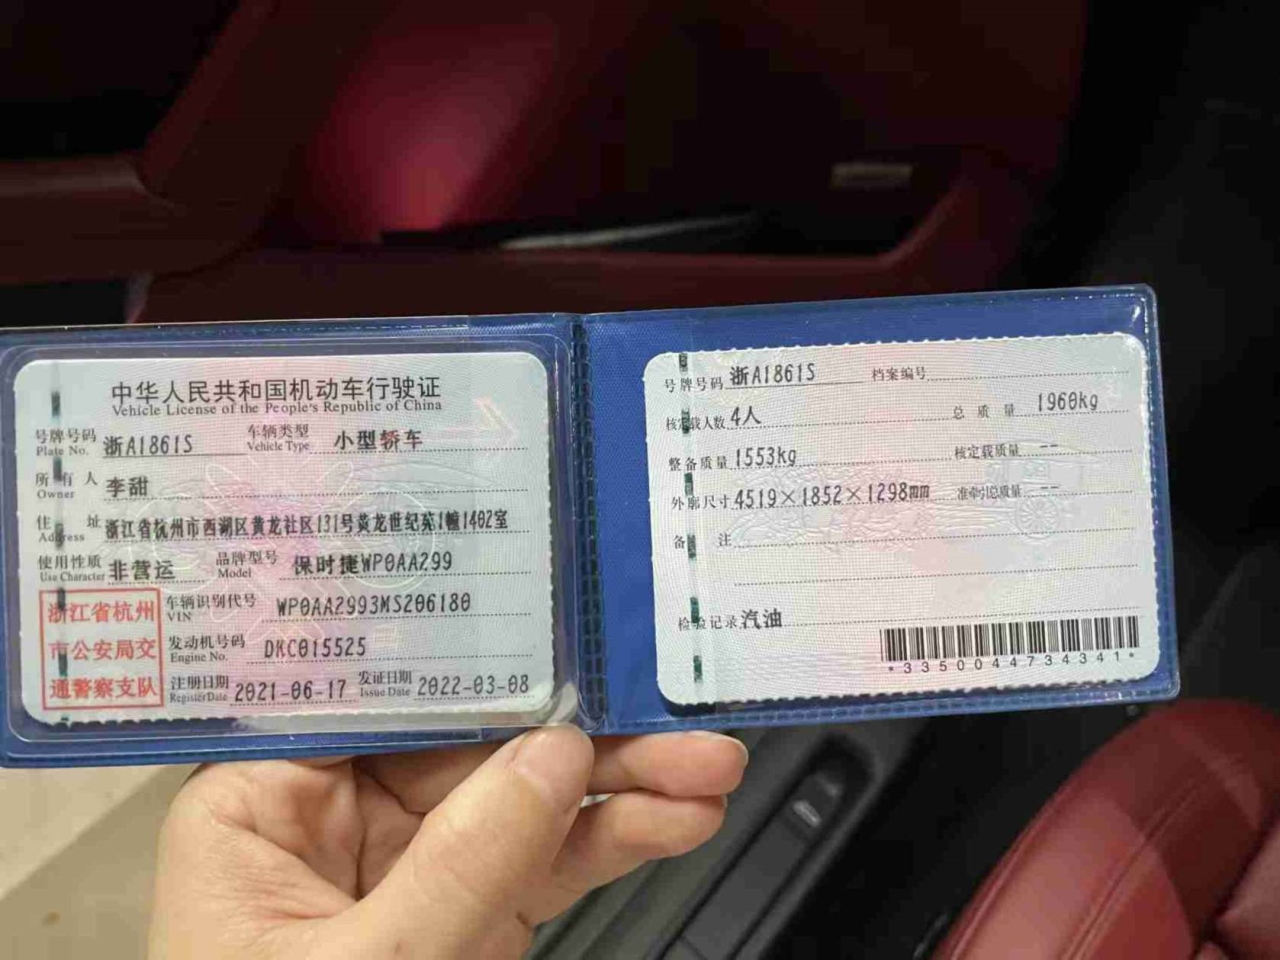 中华人民共和国机动车行驶证
Vehicle License of the People's Republic of China
号牌号码 浙A1861S 车辆类型 小型轿车
Plate No. Vehicle Type
所有人 李甜
Owner
住址 浙江省杭州市西湖区黄龙社区131号黄龙世纪苑1幢1402室
Address
使用性质 非营运 品牌型号 保时捷WP0AA299
Use Character Model
浙江省杭州
市公安局交
通警察支队
车辆识别代号 WP0AA2993MS206180
VIN
发动机号码 DKC015525
Engine No.
注册日期 2021-06-17 发证日期 2022-03-08
Register Date Issue Date
号牌号码 浙A1861S 档案编号
核定载人数 4人 总质量 1960kg
整备质量 1553kg 核定载质量 --
外廓尺寸 4519×1852×1298mm 准牵引总质量 --
备注
检验记录 汽油
*3350044734341*